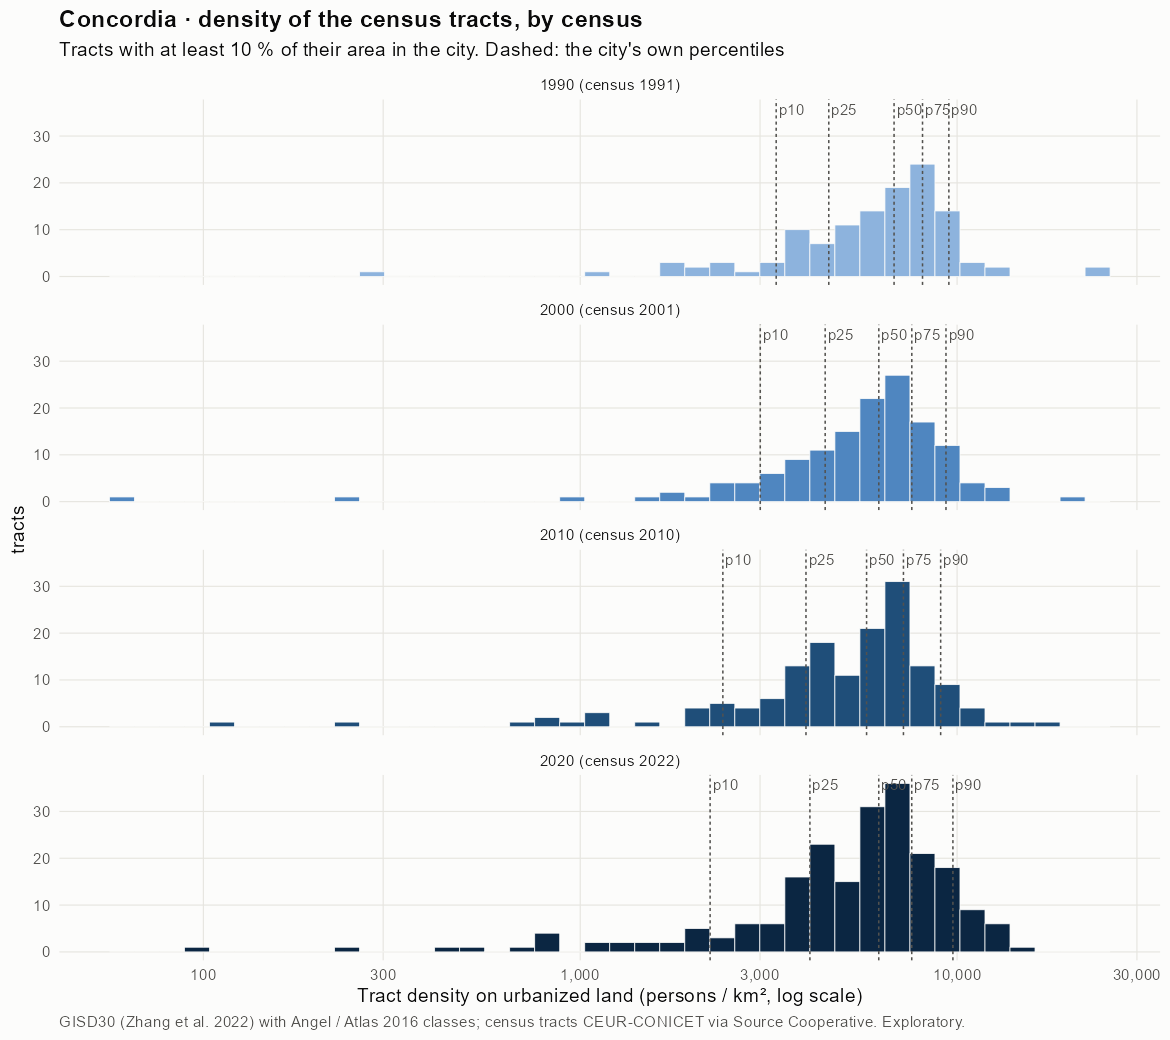 Concordia · density of the census tracts, by census
Tracts with at least 10 % of their area in the city. Dashed: the city's own percentiles
1990 (census 1991)
p10 p25 p50 p75 p90
30
20
10
0
2000 (census 2001)
p10 p25 p50 p75 p90
30
20
10
0
2010 (census 2010)
p10 p25 p50 p75 p90
30
20
10
0
2020 (census 2022)
p10 p25 p50 p75 p90
30
20
10
0
tracts
100 300 1,000 3,000 10,000 30,000
Tract density on urbanized land (persons / km², log scale)
GISD30 (Zhang et al. 2022) with Angel / Atlas 2016 classes; census tracts CEUR-CONICET via Source Cooperative. Exploratory.